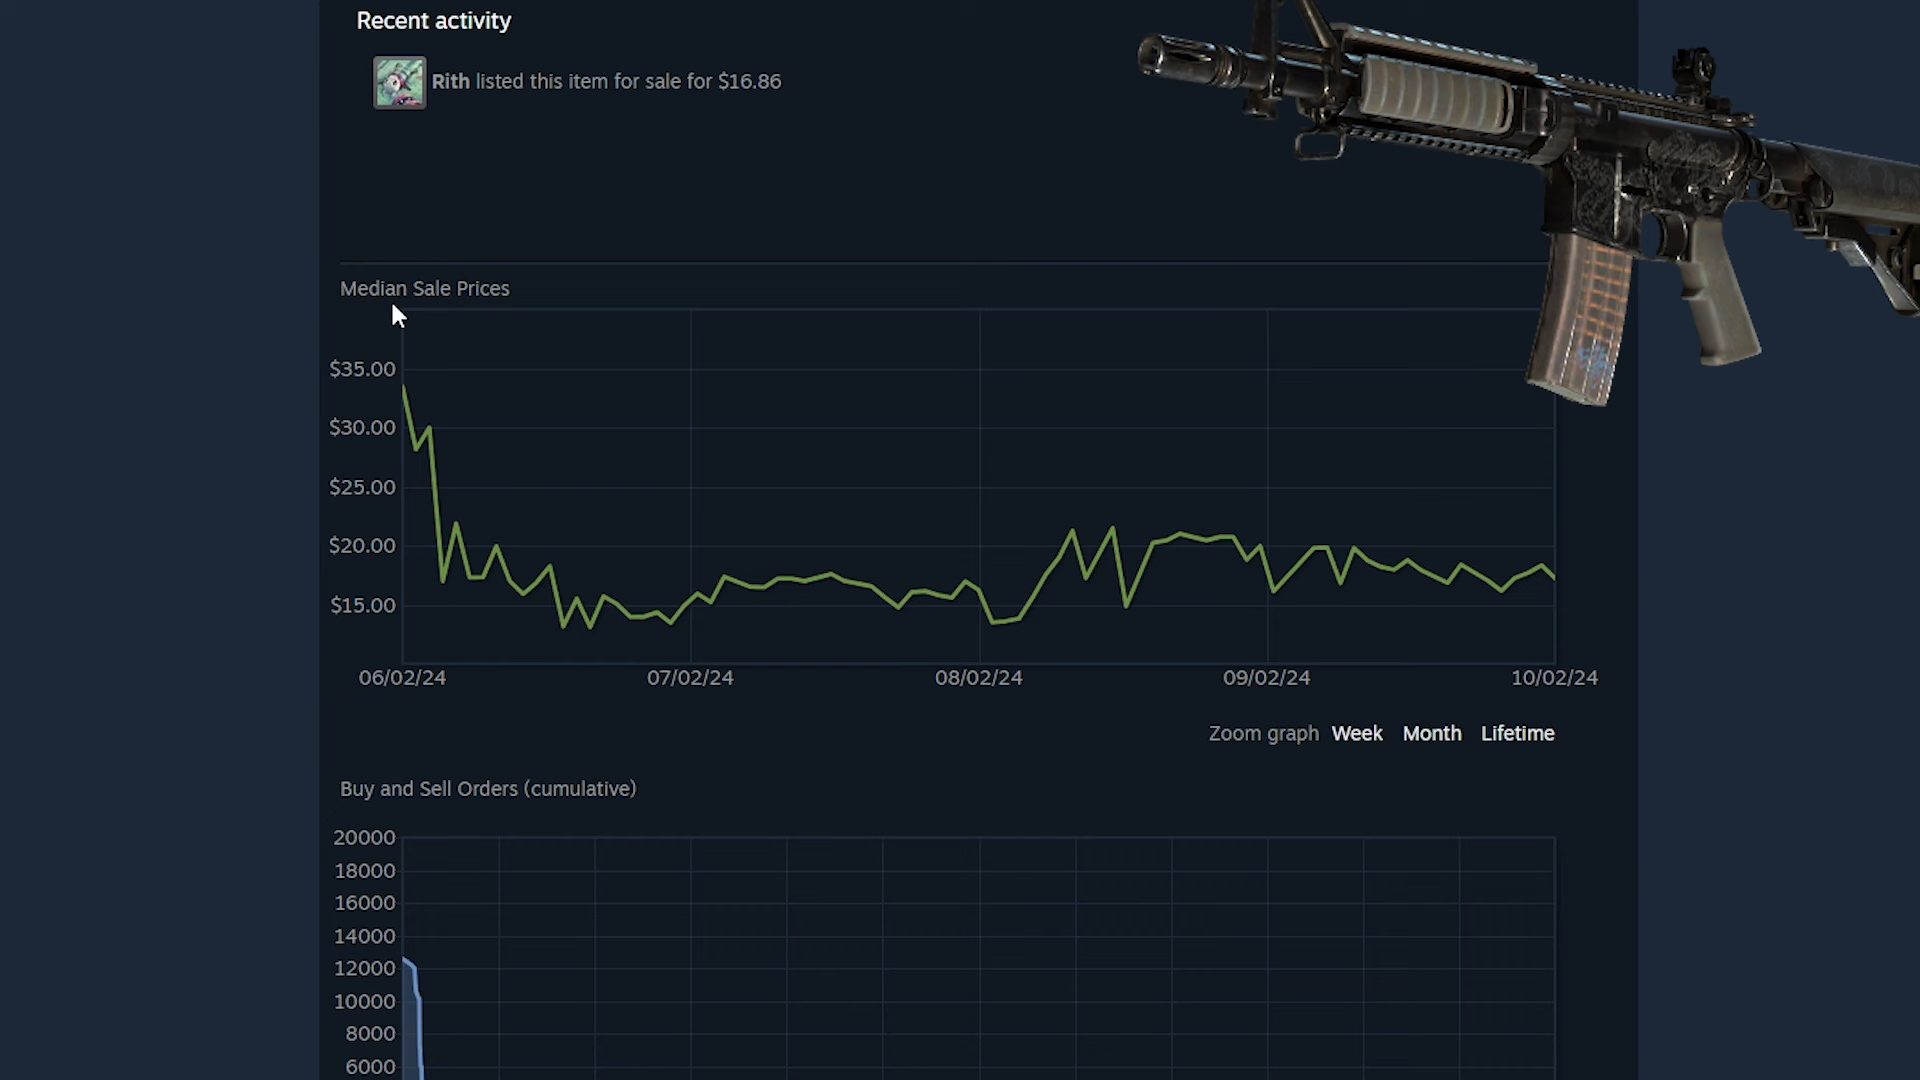 Recent activity
Rith listed this item for sale for $16.86
Median Sale Prices
$35.00
$30.00
$25.00
$20.00
$15.00
06/02/24 07/02/24 08/02/24 09/02/24 10/02/24
Zoom graph Week Month Lifetime
Buy and Sell Orders (cumulative)
20000
18000
16000
14000
12000
10000
8000
6000